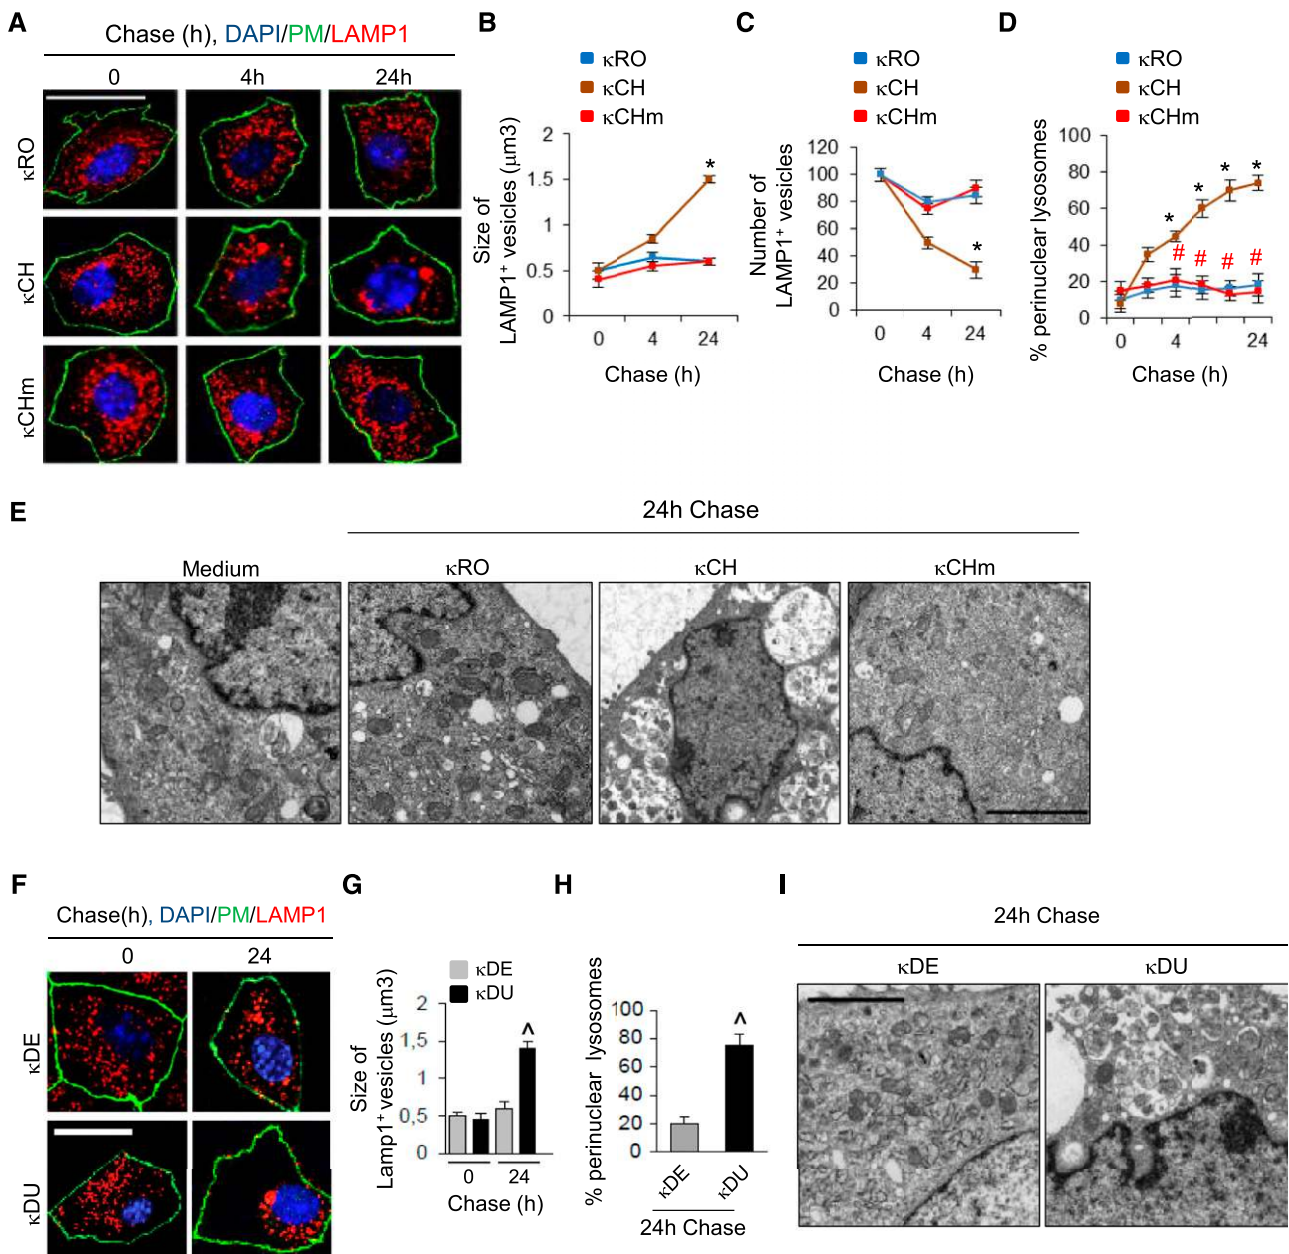 A
Chase (h), DAPI/PM/LAMP1
0 4h 24h
κRO
κCH
κCHm
B
κRO
κCH
κCHm
Size of
LAMP1+ vesicles (μm3)
2
1.5
1
0.5
0
*
0 4 24
Chase (h)
C
κRO
κCH
κCHm
Number of
LAMP1+ vesicles
120
100
80
60
40
20
0
*
0 4 24
Chase (h)
D
κRO
κCH
κCHm
% perinuclear lysosomes
100
80
60
40
20
0
* * * *
# # # #
0 4 24
Chase (h)
E
24h Chase
Medium κRO κCH κCHm
F
Chase(h), DAPI/PM/LAMP1
0 24
κDE
κDU
G
κDE
κDU
Size of
Lamp1+ vesicles (μm3)
2
1,5
1
0,5
0
^
0 24
Chase (h)
H
% perinuclear lysosomes
100
80
60
40
20
0
^
κDE κDU
24h Chase
I
24h Chase
κDE κDU